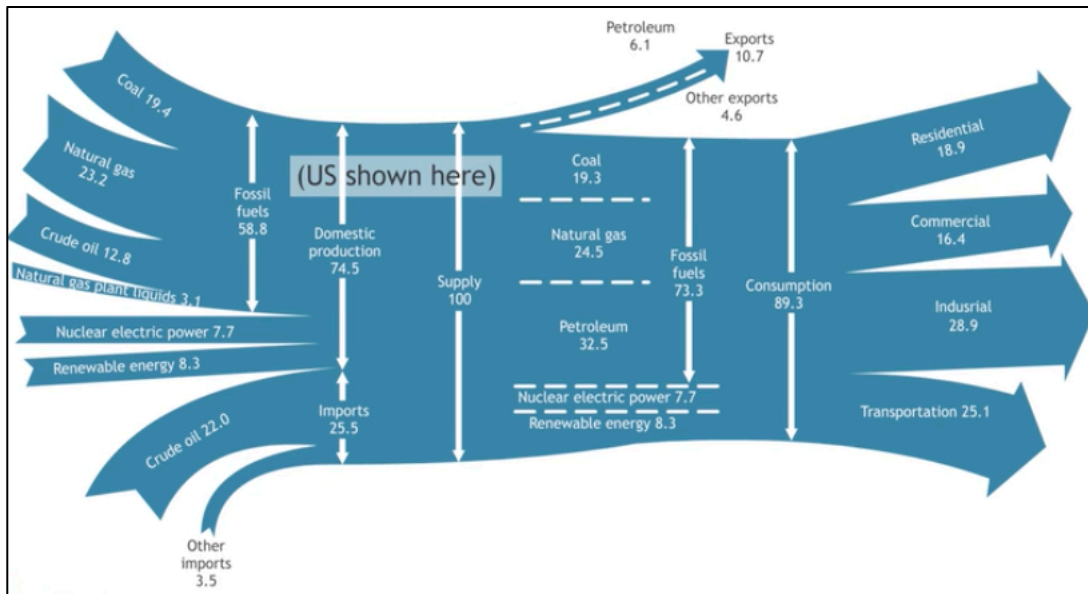 Petroleum
6.1
Exports
10.7
Other exports
4.6
Coal 19.4
Natural gas
23.2
Crude oil 12.8
Natural gas plant liquids 3.1
Nuclear electric power 7.7
Renewable energy 8.3
Crude oil 22.0
Other
imports
3.5
Fossil
fuels
58.8
(US shown here)
Domestic
production
74.5
Imports
25.5
Supply
100
Coal
19.3
Natural gas
24.5
Petroleum
32.5
Nuclear electric power 7.7
Renewable energy 8.3
Fossil
fuels
73.3
Consumption
89.3
Residential
18.9
Commercial
16.4
Indusrial
28.9
Transportation 25.1